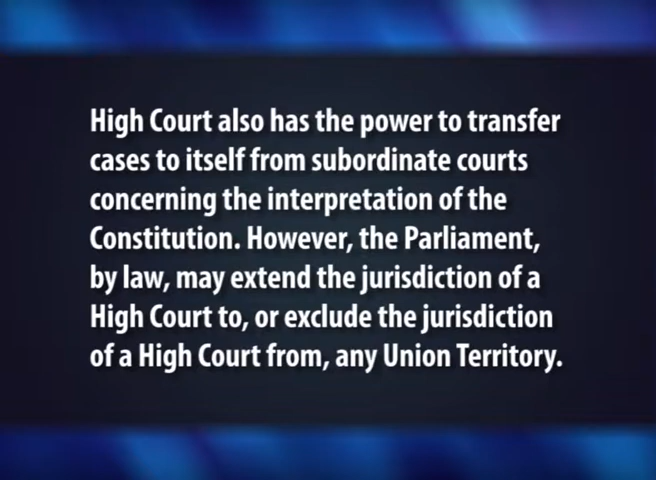 High Court also has the power to transfer
cases to itself from subordinate courts
concerning the interpretation of the
Constitution. However, the Parliament,
by law, may extend the jurisdiction of a
High Court to, or exclude the jurisdiction
of a High Court from, any Union Territory.